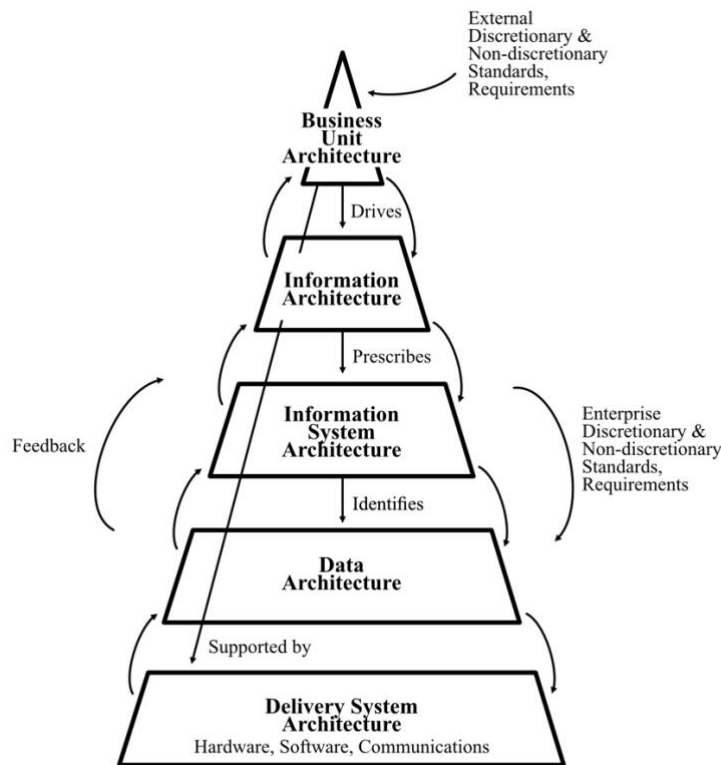 External
Discretionary &
Non-discretionary
Standards,
Requirements
Business
Unit
Architecture
Drives
Information
Architecture
Prescribes
Information
System
Architecture
Feedback
Enterprise
Discretionary &
Non-discretionary
Standards,
Requirements
Identifies
Data
Architecture
Supported by
Delivery System
Architecture
Hardware, Software, Communications